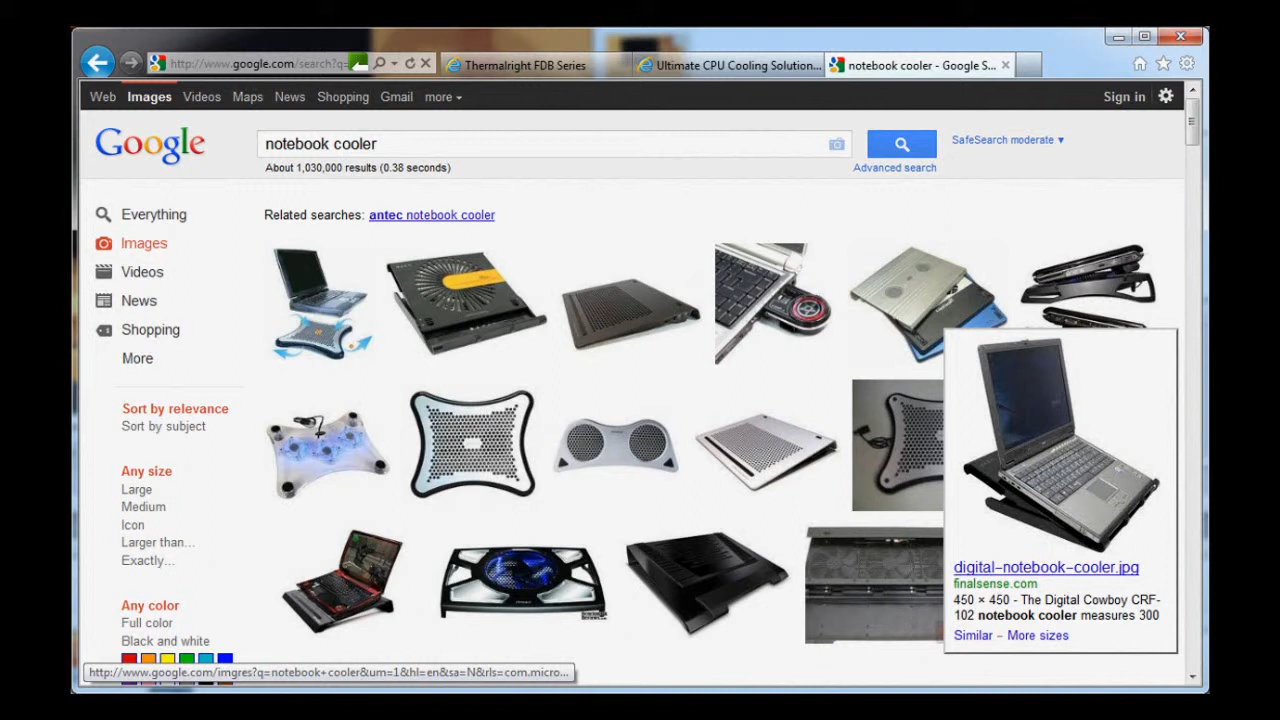 http://www.google.com/search?q=
Thermalright FDB Series
Ultimate CPU Cooling Solution...
notebook cooler - Google S...
Web Images Videos Maps News Shopping Gmail more
Sign in
Google
notebook cooler
SafeSearch moderate
About 1,030,000 results (0.38 seconds)
Advanced search
Everything
Images
Videos
News
Shopping
More
Related searches: antec notebook cooler
Sort by relevance
Sort by subject
Any size
Large
Medium
Icon
Larger than...
Exactly...
Any color
Full color
Black and white
digital-notebook-cooler.jpg
finalsense.com
450 × 450 - The Digital Cowboy CRF-
102 notebook cooler measures 300
Similar - More sizes
http://www.google.com/imgres?q=notebook+cooler&um=1&hl=en&sa=N&rls=com.micro...